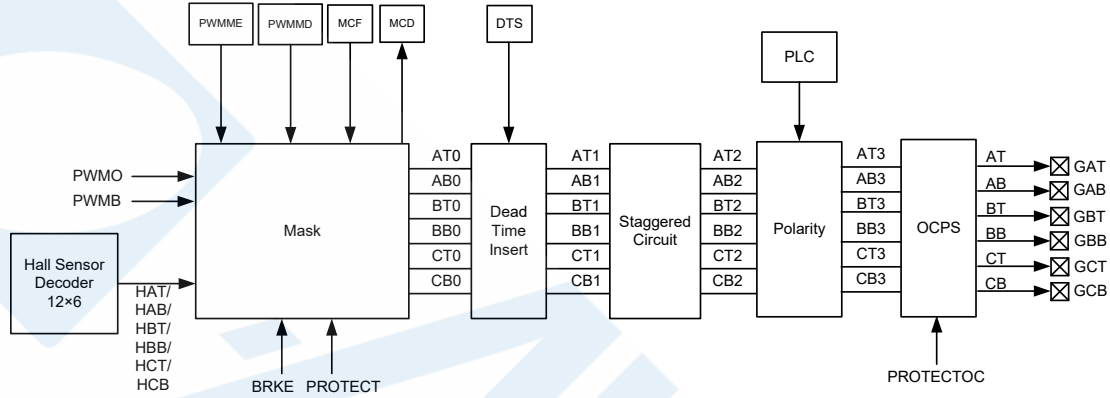 PWMME
PWMMD
MCF
MCD
DTS
PLC
PWMO
PWMB
Hall Sensor
Decoder
12×6
HAT/
HAB/
HBT/
HBB/
HCT/
HCB
Mask
BRKE
PROTECT
AT0
AB0
BT0
BB0
CT0
CB0
Dead
Time
Insert
AT1
AB1
BT1
BB1
CT1
CB1
Staggered
Circuit
AT2
AB2
BT2
BB2
CT2
CB2
Polarity
AT3
AB3
BT3
BB3
CT3
CB3
OCPS
PROTECTOC
AT
AB
BT
BB
CT
CB
GAT
GAB
GBT
GBB
GCT
GCB